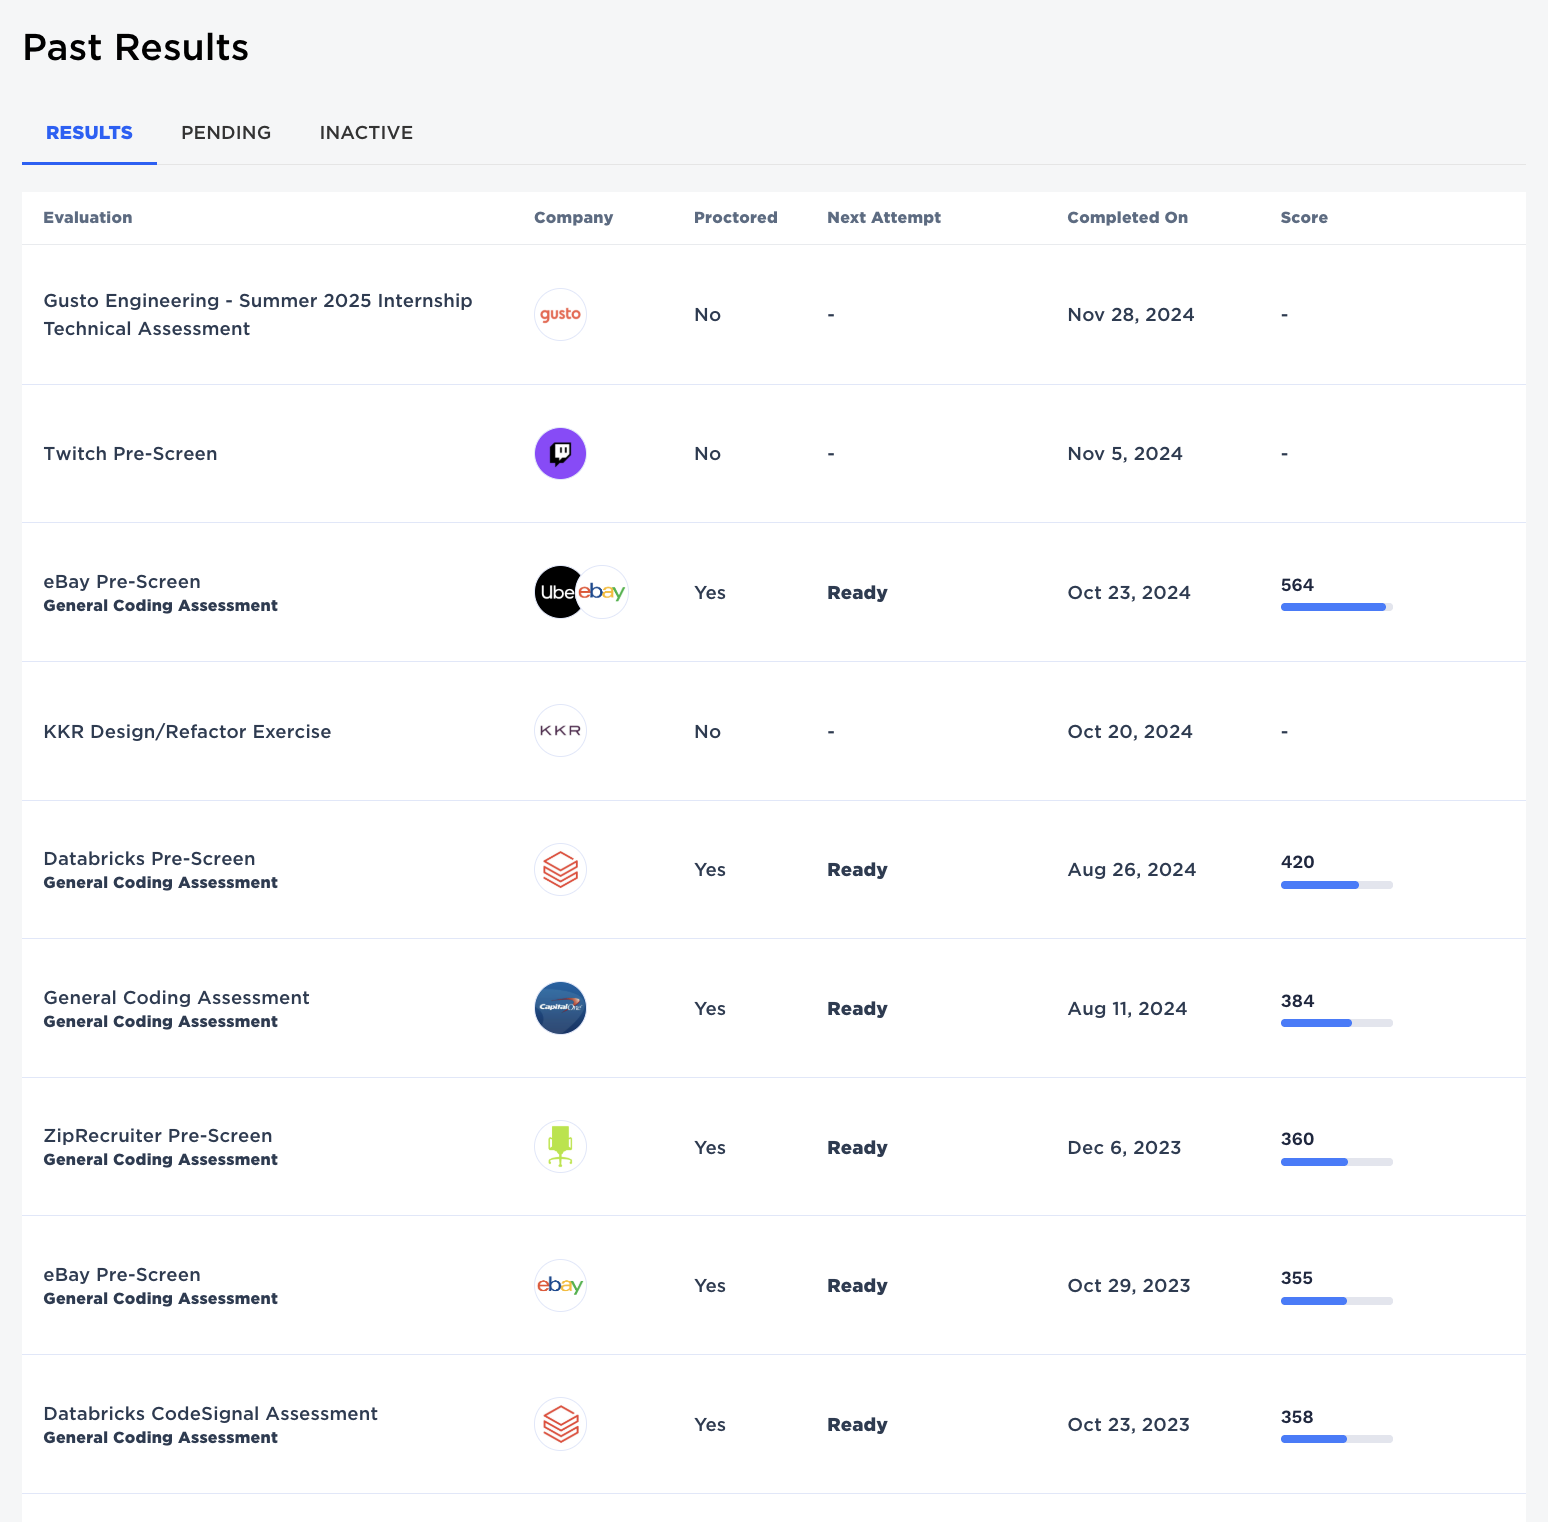 Past Results
RESULTS PENDING INACTIVE
Evaluation Company Proctored Next Attempt Completed On Score
Gusto Engineering - Summer 2025 Internship
Technical Assessment
gusto
No - Nov 28, 2024 -
Twitch Pre-Screen No - Nov 5, 2024 -
eBay Pre-Screen
General Coding Assessment
Ube ebay
Yes Ready Oct 23, 2024
564
KKR Design/Refactor Exercise KKR No - Oct 20, 2024 -
Databricks Pre-Screen
General Coding Assessment
Yes Ready Aug 26, 2024
420
General Coding Assessment
General Coding Assessment
Capital One
Yes Ready Aug 11, 2024
384
ZipRecruiter Pre-Screen
General Coding Assessment
Yes Ready Dec 6, 2023
360
eBay Pre-Screen
General Coding Assessment
ebay
Yes Ready Oct 29, 2023
355
Databricks CodeSignal Assessment
General Coding Assessment
Yes Ready Oct 23, 2023
358